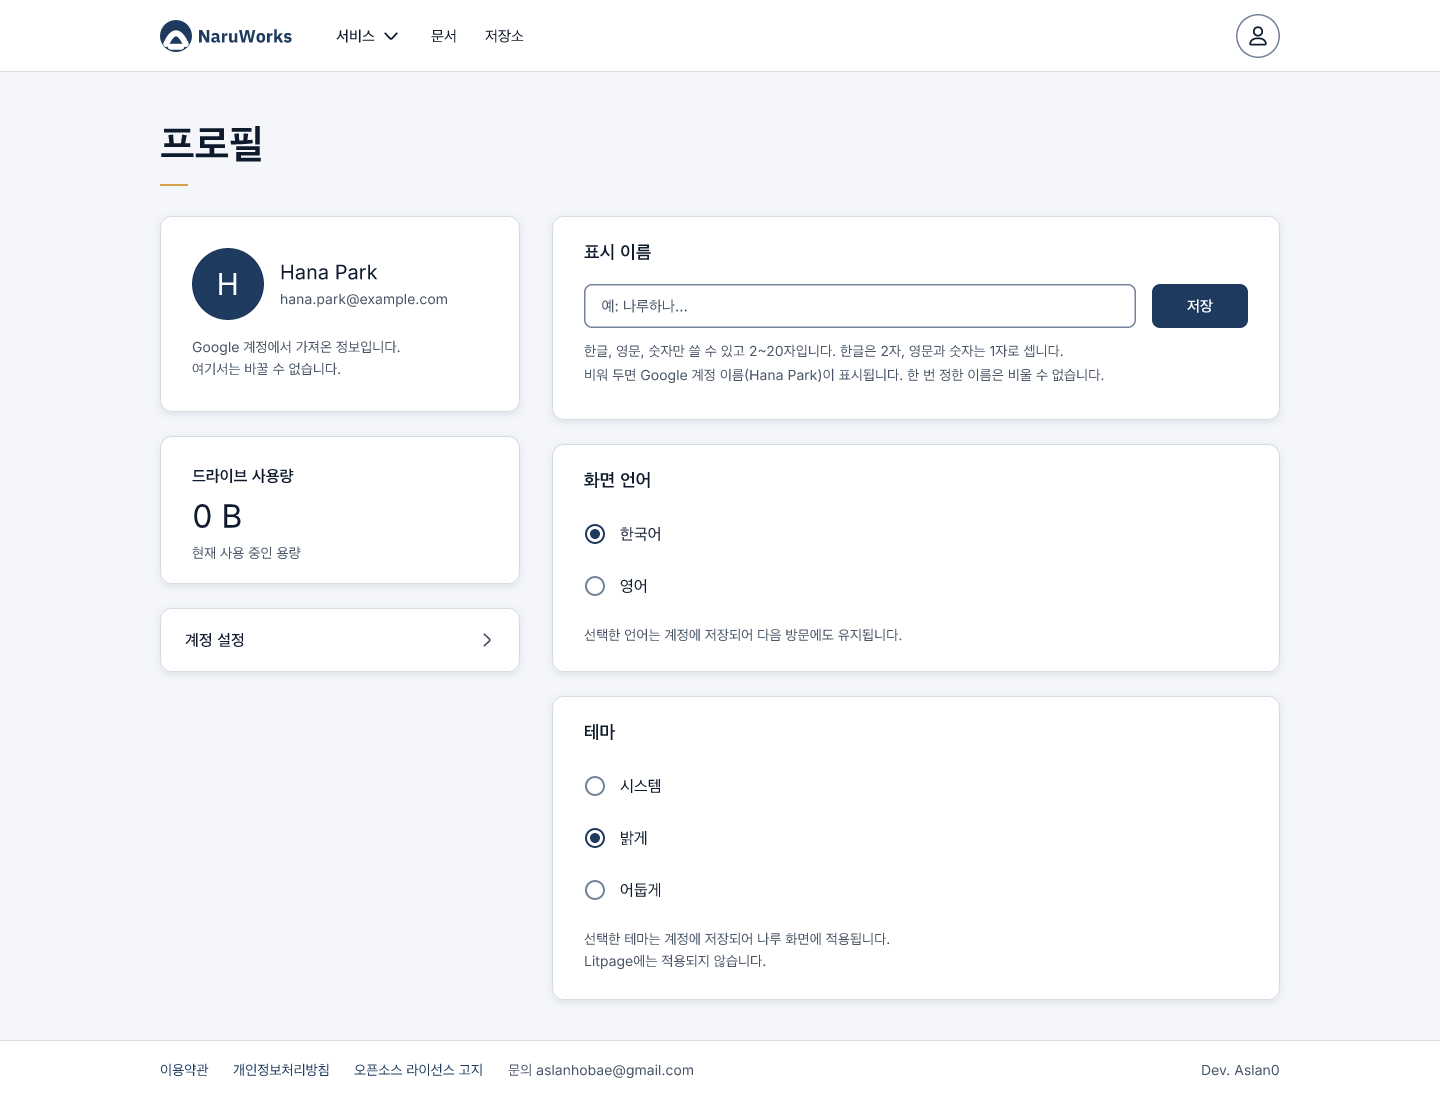 NaruWorks
서비스
문서
저장소
프로필
H
Hana Park
hana.park@example.com
Google 계정에서 가져온 정보입니다.
여기서는 바꿀 수 없습니다.
드라이브 사용량
0 B
현재 사용 중인 용량
계정 설정
표시 이름
예: 나루하나...
저장
한글, 영문, 숫자만 쓸 수 있고 2~20자입니다. 한글은 2자, 영문과 숫자는 1자로 셉니다.
비워 두면 Google 계정 이름(Hana Park)이 표시됩니다. 한 번 정한 이름은 비울 수 없습니다.
화면 언어
한국어
영어
선택한 언어는 계정에 저장되어 다음 방문에도 유지됩니다.
테마
시스템
밝게
어둡게
선택한 테마는 계정에 저장되어 나루 화면에 적용됩니다.
Litpage에는 적용되지 않습니다.
이용약관
개인정보처리방침
오픈소스 라이선스 고지
문의 aslanhobae@gmail.com
Dev. Aslan0